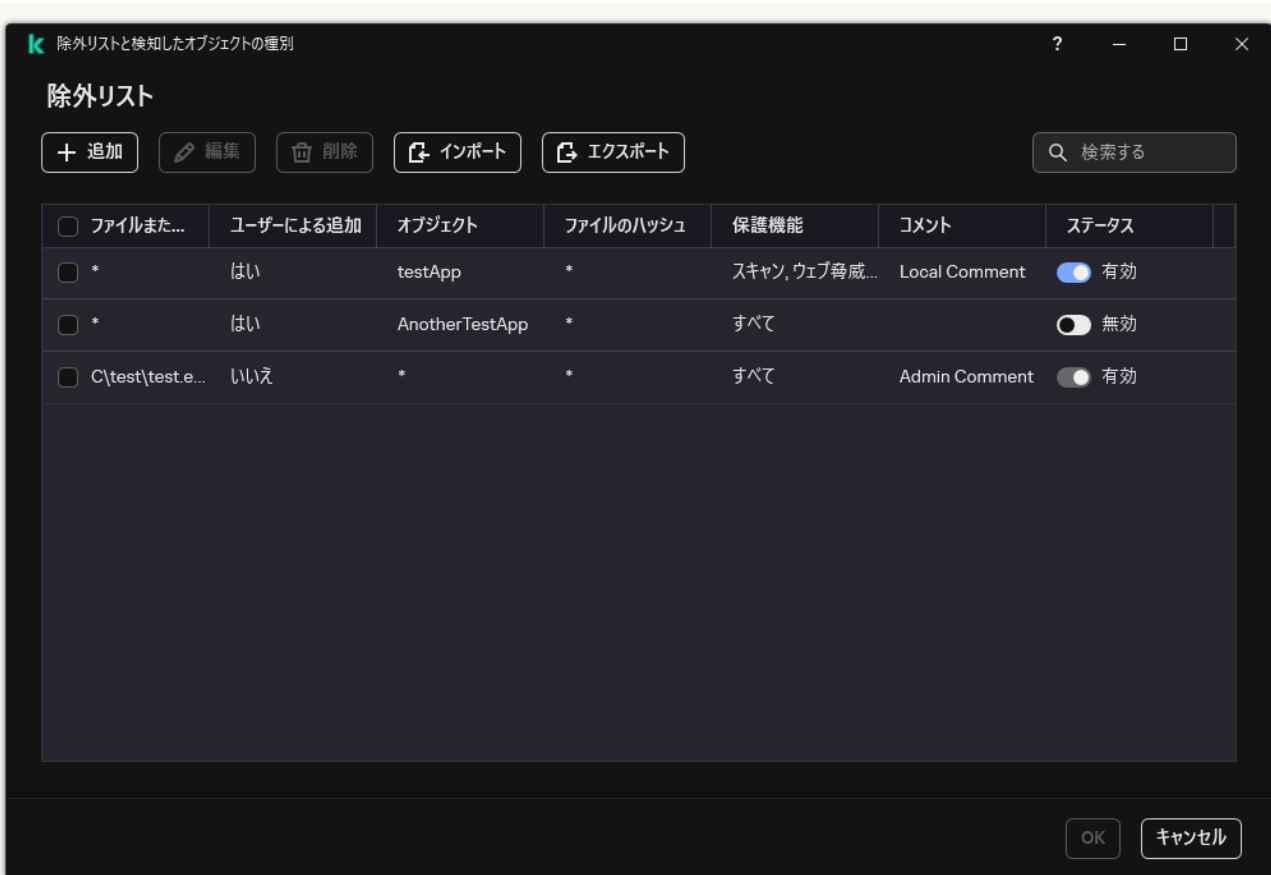 除外リストと検知したオブジェクトの種別
?
除外リスト
追加 編集 削除 インポート エクスポート 検索する
ファイルまた... ユーザーによる追加 オブジェクト ファイルのハッシュ 保護機能 コメント ステータス
* はい testApp * スキャン, ウェブ脅威... Local Comment 有効
* はい AnotherTestApp * すべて 無効
C\test\test.e... いいえ * * すべて Admin Comment 有効
OK キャンセル